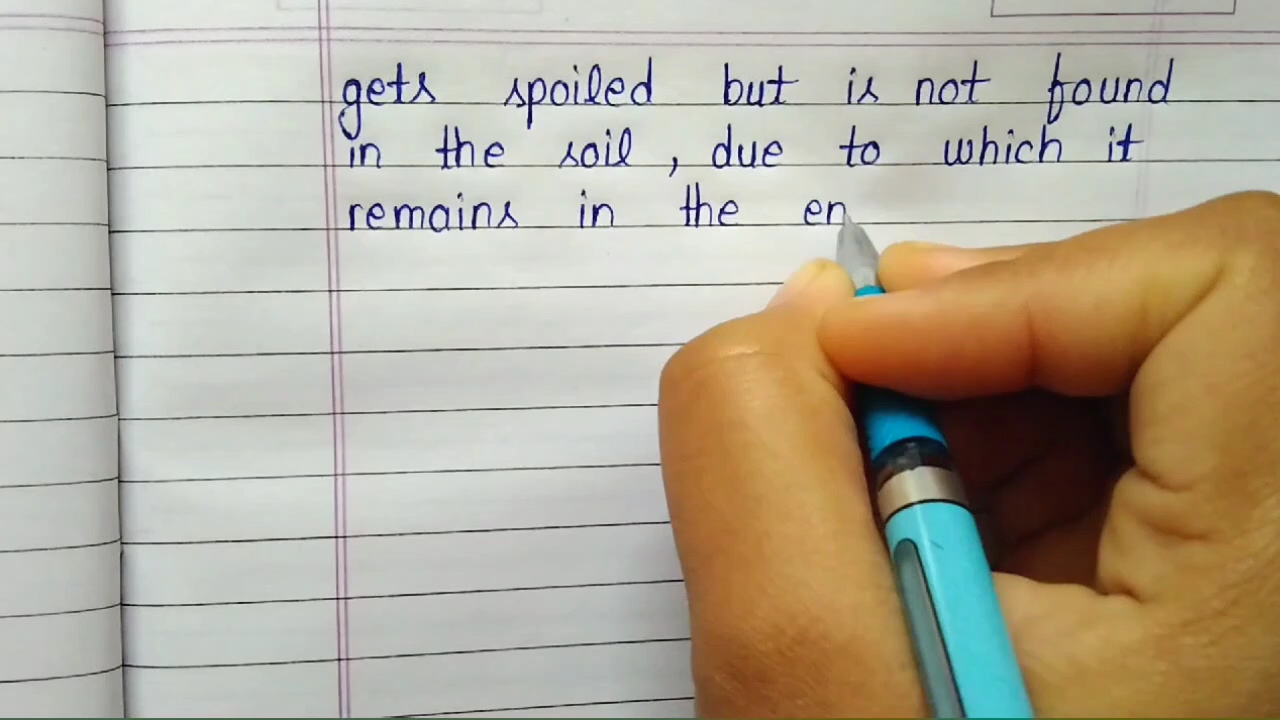 gets spoiled but is not found
in the soil, due to which it
remains in the en